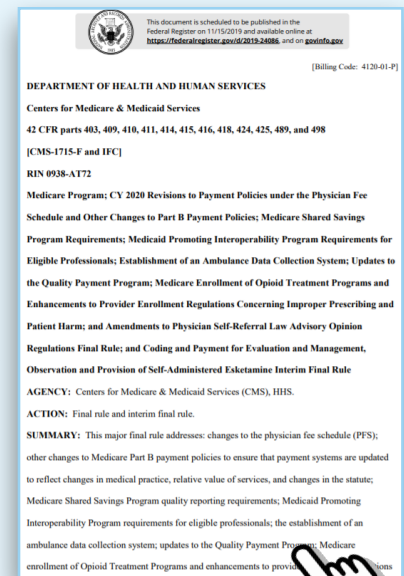 This document is scheduled to be published in the
Federal Register on 11/15/2019 and available online at
https://federalregister.gov/d/2019-24086, and on govinfo.gov
[Billing Code: 4120-01-P]
DEPARTMENT OF HEALTH AND HUMAN SERVICES
Centers for Medicare & Medicaid Services
42 CFR parts 403, 409, 410, 411, 414, 415, 416, 418, 424, 425, 489, and 498
[CMS-1715-F and IFC]
RIN 0938-AT72
Medicare Program; CY 2020 Revisions to Payment Policies under the Physician Fee
Schedule and Other Changes to Part B Payment Policies; Medicare Shared Savings
Program Requirements; Medicaid Promoting Interoperability Program Requirements for
Eligible Professionals; Establishment of an Ambulance Data Collection System; Updates to
the Quality Payment Program; Medicare Enrollment of Opioid Treatment Programs and
Enhancements to Provider Enrollment Regulations Concerning Improper Prescribing and
Patient Harm; and Amendments to Physician Self-Referral Law Advisory Opinion
Regulations Final Rule; and Coding and Payment for Evaluation and Management,
Observation and Provision of Self-Administered Esketamine Interim Final Rule
AGENCY: Centers for Medicare & Medicaid Services (CMS), HHS.
ACTION: Final rule and interim final rule.
SUMMARY: This major final rule addresses: changes to the physician fee schedule (PFS);
other changes to Medicare Part B payment policies to ensure that payment systems are updated
to reflect changes in medical practice, relative value of services, and changes in the statute;
Medicare Shared Savings Program quality reporting requirements; Medicaid Promoting
Interoperability Program requirements for eligible professionals; the establishment of an
ambulance data collection system; updates to the Quality Payment Program; Medicare
enrollment of Opioid Treatment Programs and enhancements to